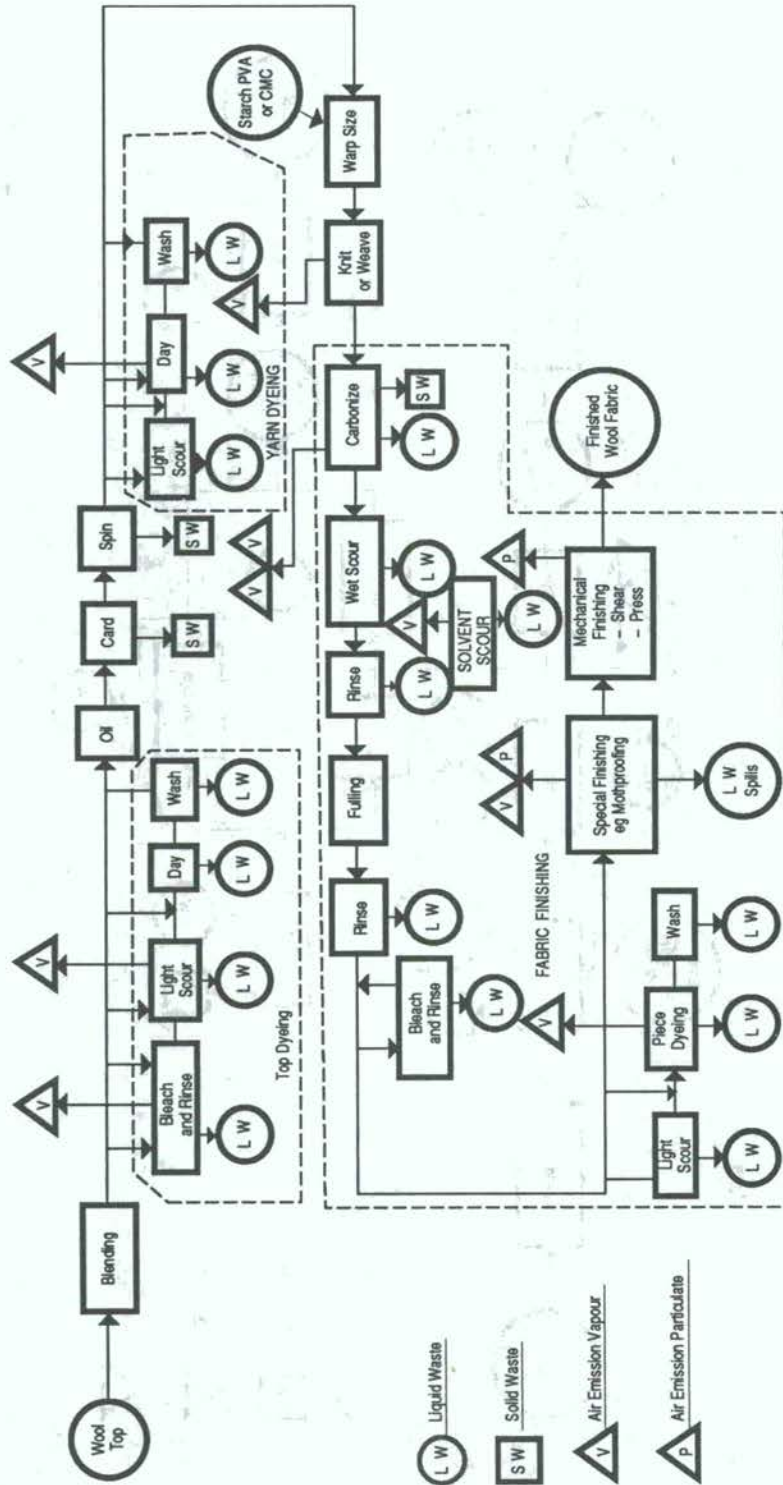 Wool
Top
Blending
Oil
Card
Spin
S W
S W
V
V
V
Bleach
and Rinse
Light
Scour
Day
Wash
L W
L W
L W
L W
Top Dyeing
Light
Scour
Day
Wash
L W
L W
L W
YARN DYEING
Starch PVA
or CMC
Warp Size
Knit
or Weave
V
V
V
Carbonize
L W
S W
Wet Scour
L W
Rinse
L W
V
SOLVENT
SCOUR
L W
Fulling
Rinse
L W
Bleach
and Rinse
L W
FABRIC FINISHING
Light
Scour
L W
Piece
Dyeing
V
L W
Wash
L W
Special Finishing
eg Mothproofing
V
P
L W
Spills
Mechanical
Finishing
– Shear
– Press
P
Finished
Wool Fabric
L W
Liquid Waste
S W
Solid Waste
V
Air Emission Vapour
P
Air Emission Particulate